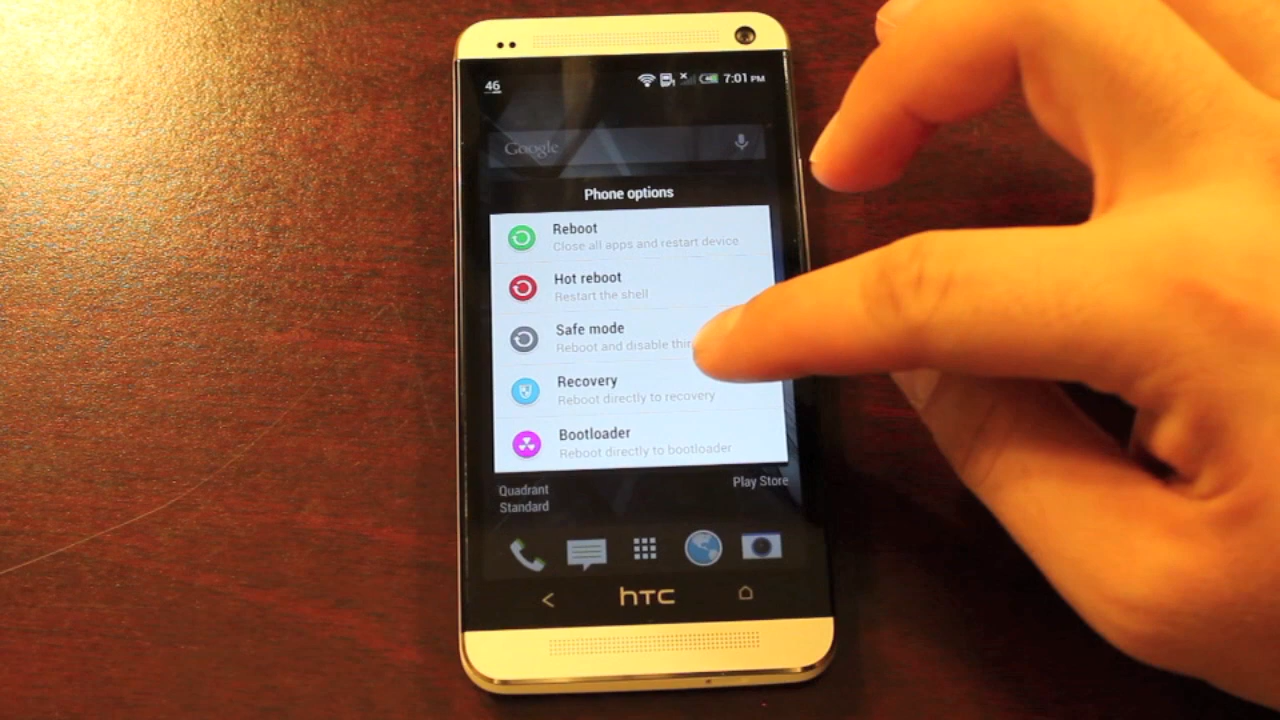 46
7:01 PM
Google
Phone options
Reboot
Close all apps and restart device
Hot reboot
Restart the shell
Safe mode
Reboot and disable
Recovery
Reboot directly to recovery
Bootloader
Reboot directly to bootloader
Quadrant
Standard
Play Store
hTC